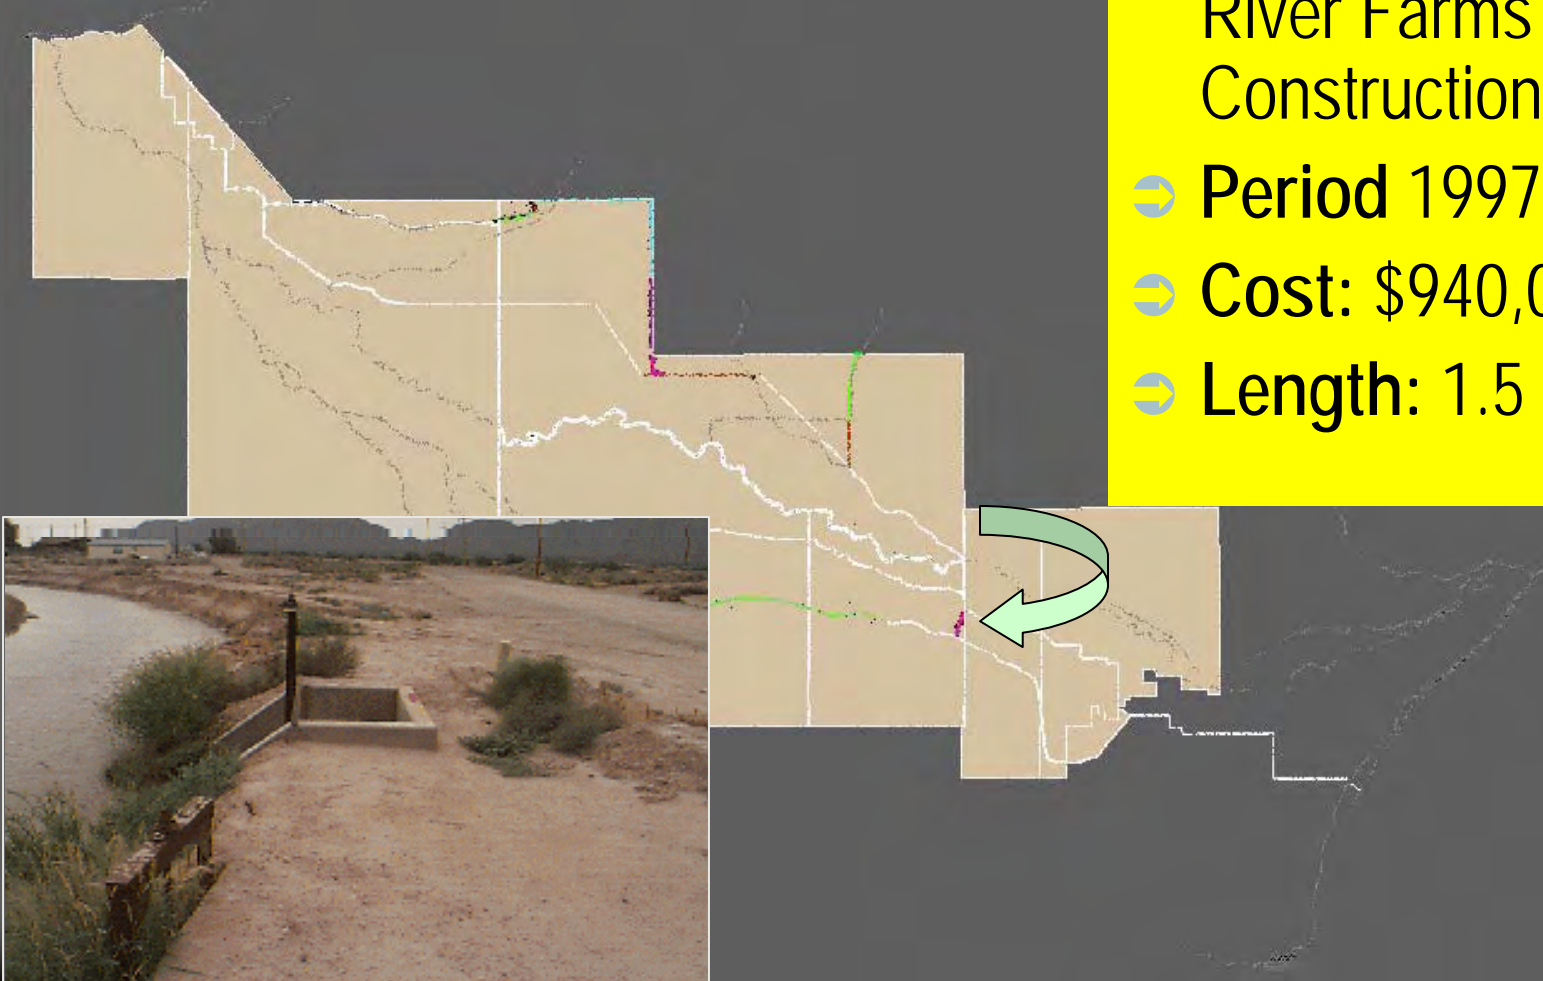 River Farms
Construction
Period 1997
Cost: $940,0
Length: 1.5